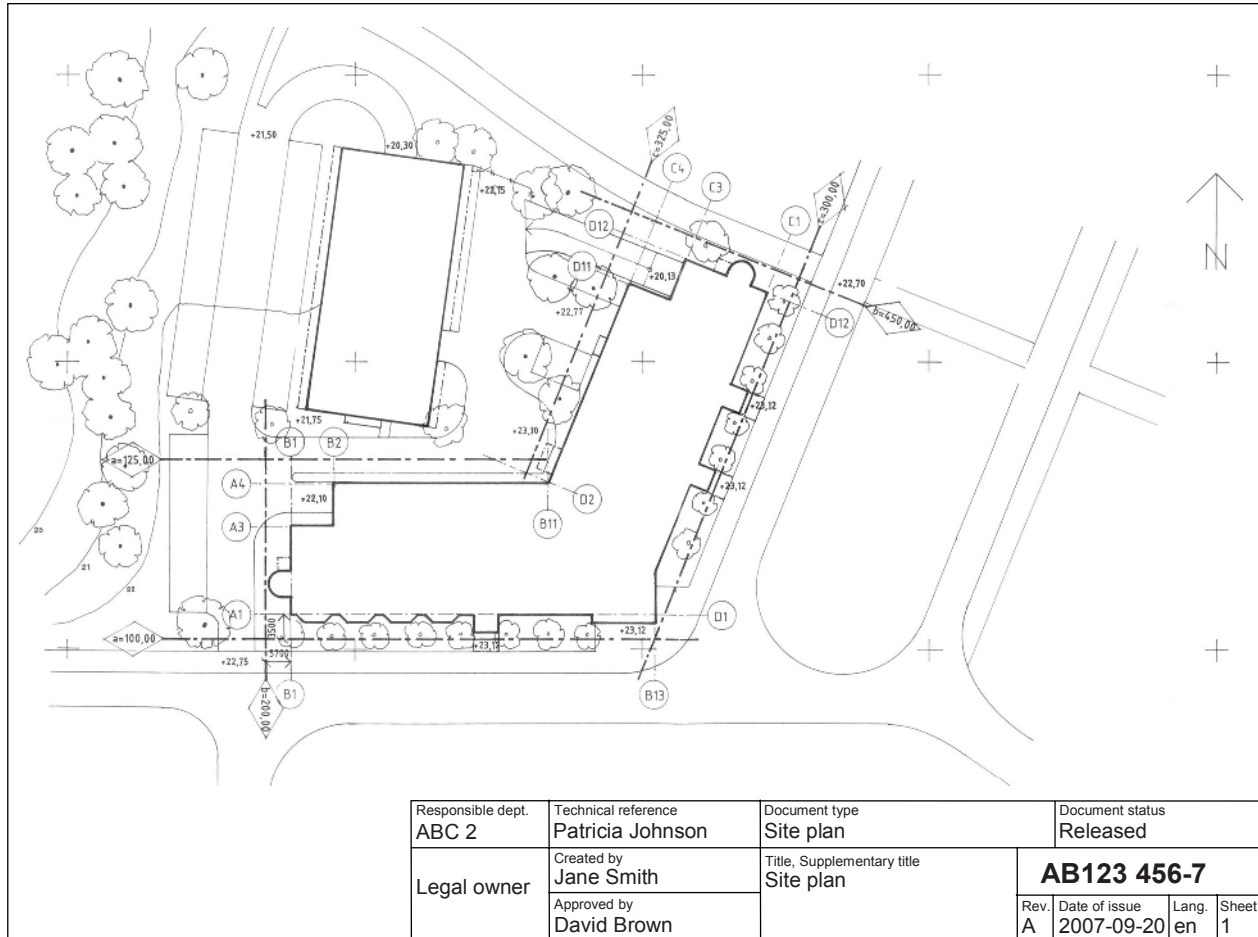 +21,50
+20,30
+22,15
c=325,00
C4
C3
c=300,00
C1
D12
N
D11
+20,13
+22,70
+22,77
b=450,00
D12
+21,75
+23,10
+23,12
B1
B2
a=125,00
A4
+22,10
D2
+23,12
A3
B11
20
21
22
A1
3500
D1
a=100,00
+23,12
+23,12
+22,75
5700
b=200,00
B1
B13
Responsible dept.
ABC 2
Technical reference
Patricia Johnson
Document type
Site plan
Document status
Released
Legal owner
Created by
Jane Smith
Title, Supplementary title
Site plan
AB123 456-7
Approved by
David Brown
Rev.
A
Date of issue
2007-09-20
Lang.
en
Sheet
1